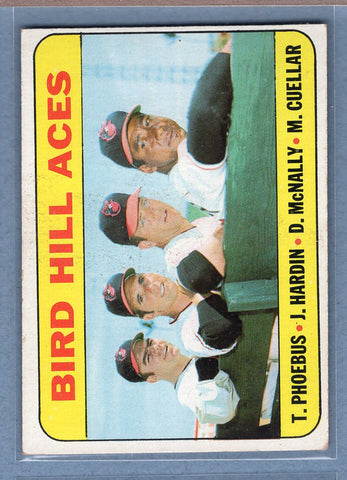 BIRD HILL ACES
T. PHOEBUS • J. HARDIN • D. McNALLY • M. CUELLAR